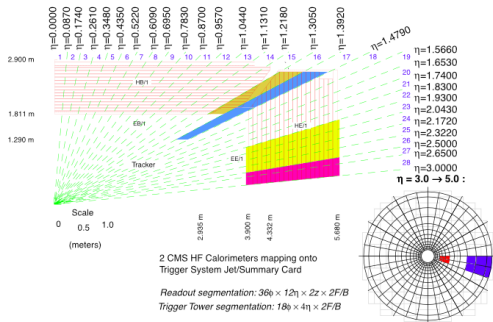 η=0.0000
η=0.0870
η=0.1740
η=0.2610
η=0.3480
η=0.4350
η=0.5220
η=0.6090
η=0.6950
η=0.7830
η=0.8700
η=0.9570
η=1.0440
η=1.1310
η=1.2180
η=1.3050
η=1.3920
η=1.4790
2.900 m
1 2 3 4 5 6 7 8 9 10 11 12 13 14 15 16 17 18 19
η=1.5660
η=1.6530
20 η=1.7400
21 η=1.8300
22 η=1.9300
23 η=2.0430
24 η=2.1720
25 η=2.3220
26 η=2.5000
27 η=2.6500
28 η=3.0000
η = 3.0 → 5.0 :
HB/1
1.811 m
EB/1
HE/1
1.290 m
Tracker
EE/1
Scale
0 0.5 1.0
(meters)
2.935 m
3.900 m
4.332 m
5.680 m
2 CMS HF Calorimeters mapping onto
Trigger System Jet/Summary Card
Readout segmentation: 36ϕ × 12η × 2z × 2F/B
Trigger Tower segmentation: 18ϕ × 4η × 2F/B